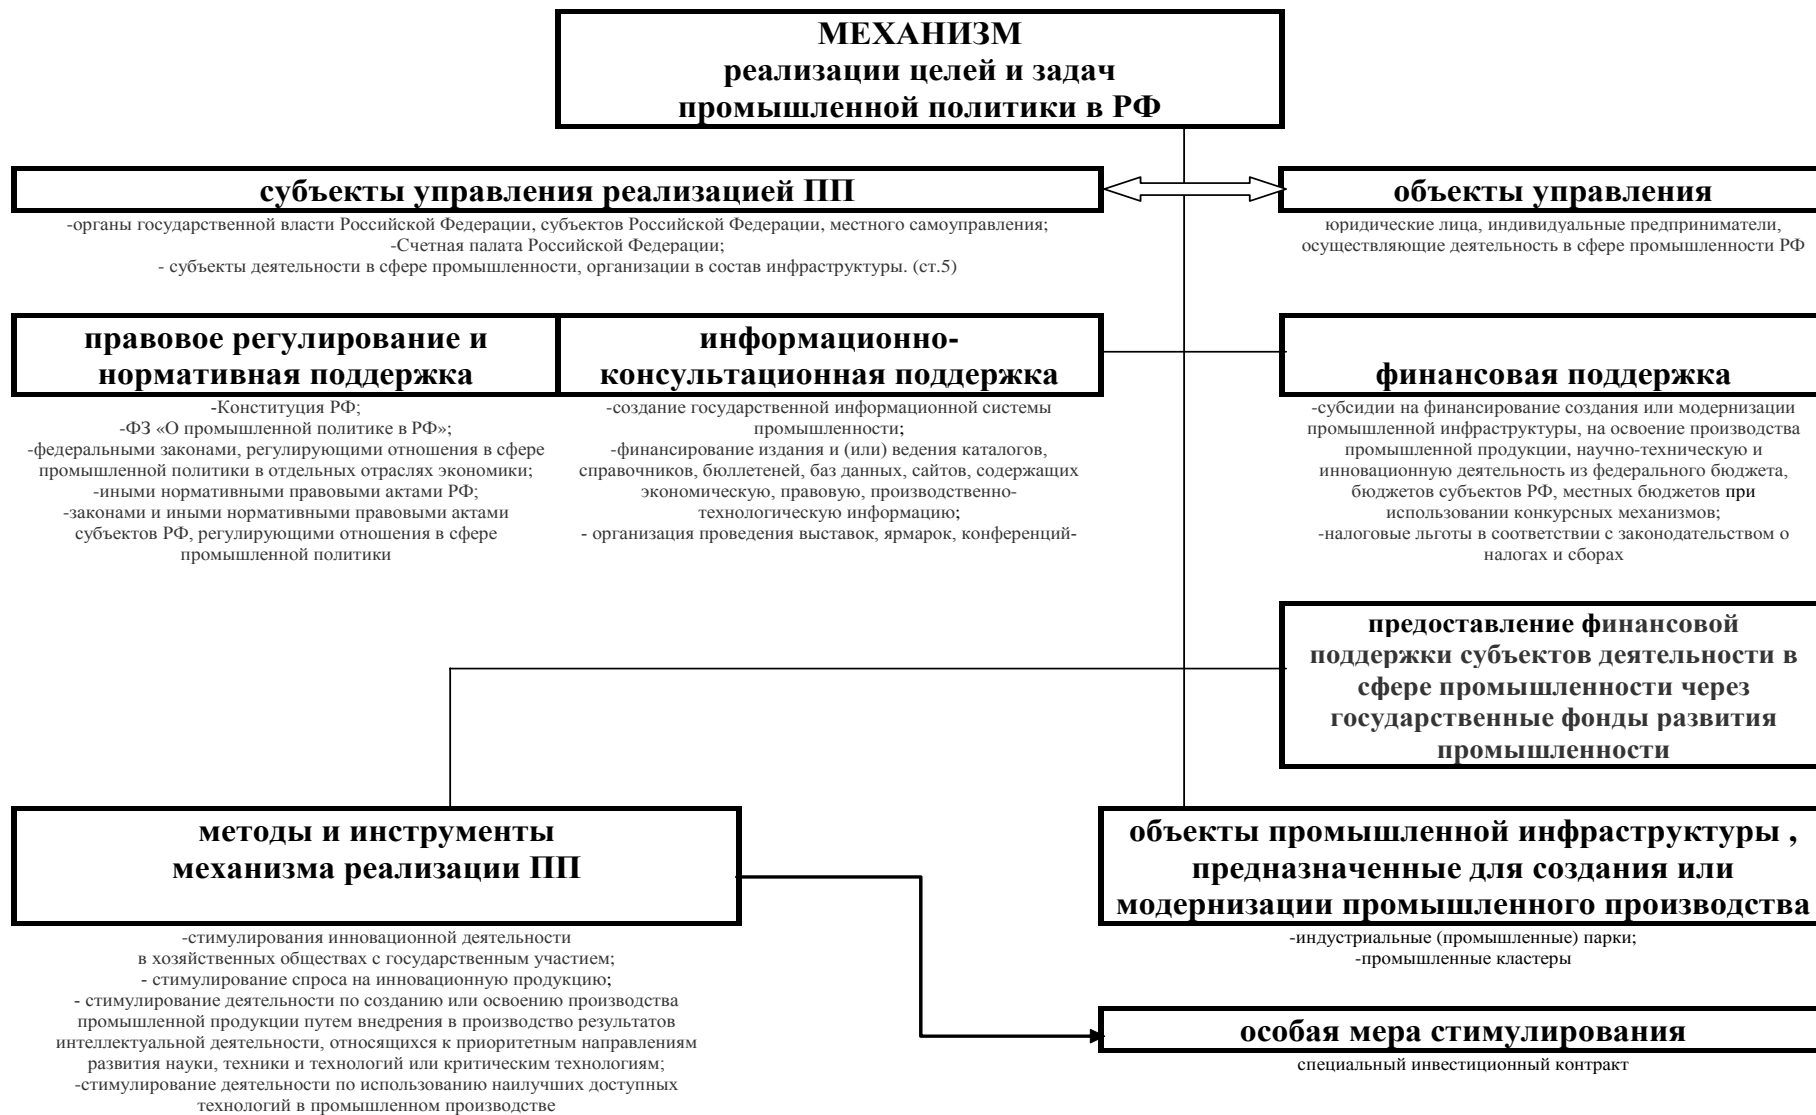 МЕХАНИЗМ
реализации целей и задач
промышленной политики в РФ
субъекты управления реализацией ПП
-органы государственной власти Российской Федерации, субъектов Российской Федерации, местного самоуправления;
-Счетная палата Российской Федерации;
- субъекты деятельности в сфере промышленности, организации в состав инфраструктуры. (ст.5)
объекты управления
юридические лица, индивидуальные предприниматели,
осуществляющие деятельность в сфере промышленности РФ
правовое регулирование и
нормативная поддержка
-Конституция РФ;
-ФЗ «О промышленной политике в РФ»;
-федеральными законами, регулирующими отношения в сфере
промышленной политики в отдельных отраслях экономики;
-иными нормативными правовыми актами РФ;
-законами и иными нормативными правовыми актами
субъектов РФ, регулирующими отношения в сфере
промышленной политики
информационно-
консультационная поддержка
-создание государственной информационной системы
промышленности;
-финансирование издания и (или) ведения каталогов,
справочников, бюллетеней, баз данных, сайтов, содержащих
экономическую, правовую, производственно-
технологическую информацию;
- организация проведения выставок, ярмарок, конференций-
финансовая поддержка
-субсидии на финансирование создания или модернизации
промышленной инфраструктуры, на освоение производства
промышленной продукции, научно-техническую и
инновационную деятельность из федерального бюджета,
бюджетов субъектов РФ, местных бюджетов при
использовании конкурсных механизмов;
-налоговые льготы в соответствии с законодательством о
налогах и сборах
предоставление финансовой
поддержки субъектов деятельности в
сфере промышленности через
государственные фонды развития
промышленности
методы и инструменты
механизма реализации ПП
-стимулирования инновационной деятельности
в хозяйственных обществах с государственным участием;
- стимулирование спроса на инновационную продукцию;
- стимулирование деятельности по созданию или освоению производства
промышленной продукции путем внедрения в производство результатов
интеллектуальной деятельности, относящихся к приоритетным направлениям
развития науки, техники и технологий или критическим технологиям;
-стимулирование деятельности по использованию наилучших доступных
технологий в промышленном производстве
объекты промышленной инфраструктуры ,
предназначенные для создания или
модернизации промышленного производства
-индустриальные (промышленные) парки;
-промышленные кластеры
особая мера стимулирования
специальный инвестиционный контракт